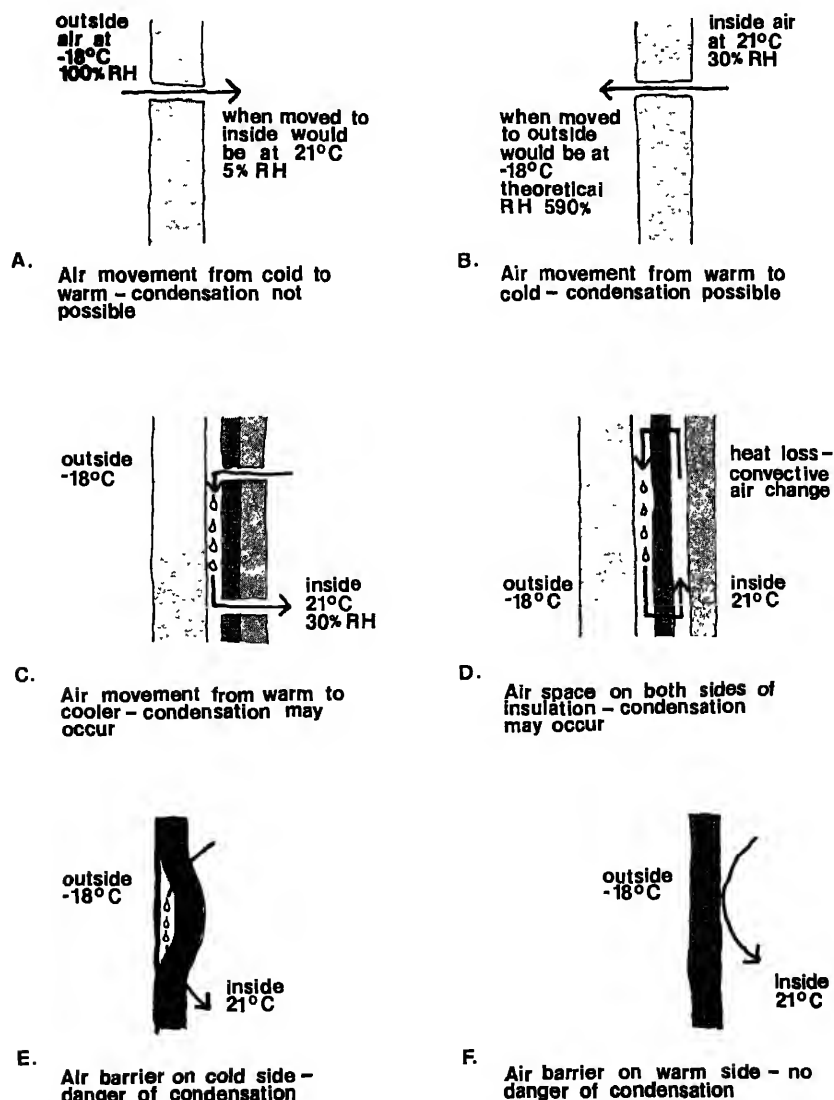 outside
air at
-18°C
100% RH
when moved to
inside would
be at 21°C
5% RH
A. Air movement from cold to
warm – condensation not
possible
inside air
at 21°C
30% RH
when moved
to outside
would be at
-18°C
theoretical
RH 590%
B. Air movement from warm to
cold – condensation possible
outside
-18°C
inside
21°C
30% RH
C. Air movement from warm to
cooler – condensation may
occur
heat loss –
convective
air change
outside
-18°C
inside
21°C
D. Air space on both sides of
insulation – condensation
may occur
outside
-18°C
inside
21°C
E. Air barrier on cold side –
danger of condensation
outside
-18°C
inside
21°C
F. Air barrier on warm side – no
danger of condensation